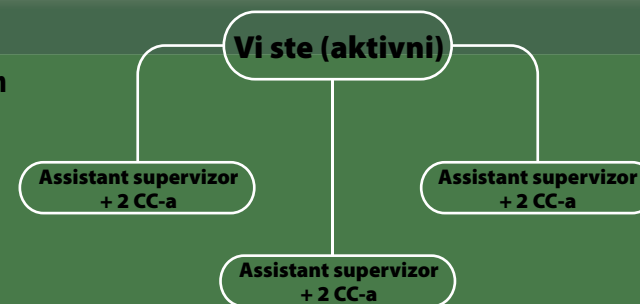 Vi ste (aktivni)
Assistant supervizor
+ 2 CC-a
Assistant supervizor
+ 2 CC-a
Assistant supervizor
+ 2 CC-a